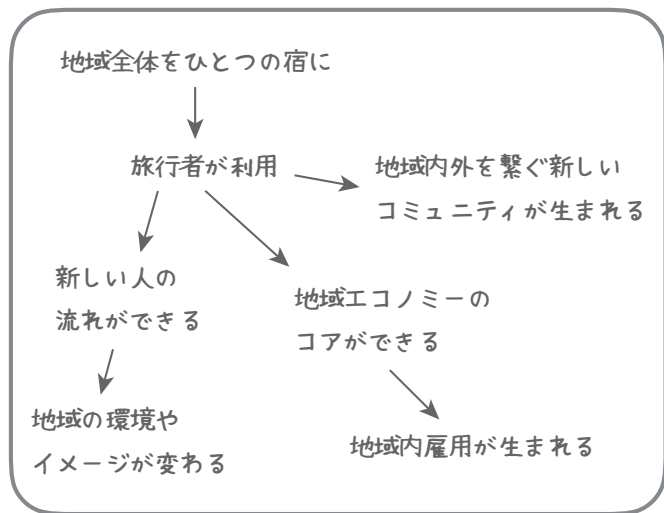 地域全体をひとつの宿に
旅行者が利用
地域内外を繋ぐ新しい
コミュニティが生まれる
新しい人の
流れができる
地域エコノミーの
コアができる
地域の環境や
イメージが変わる
地域内雇用が生まれる